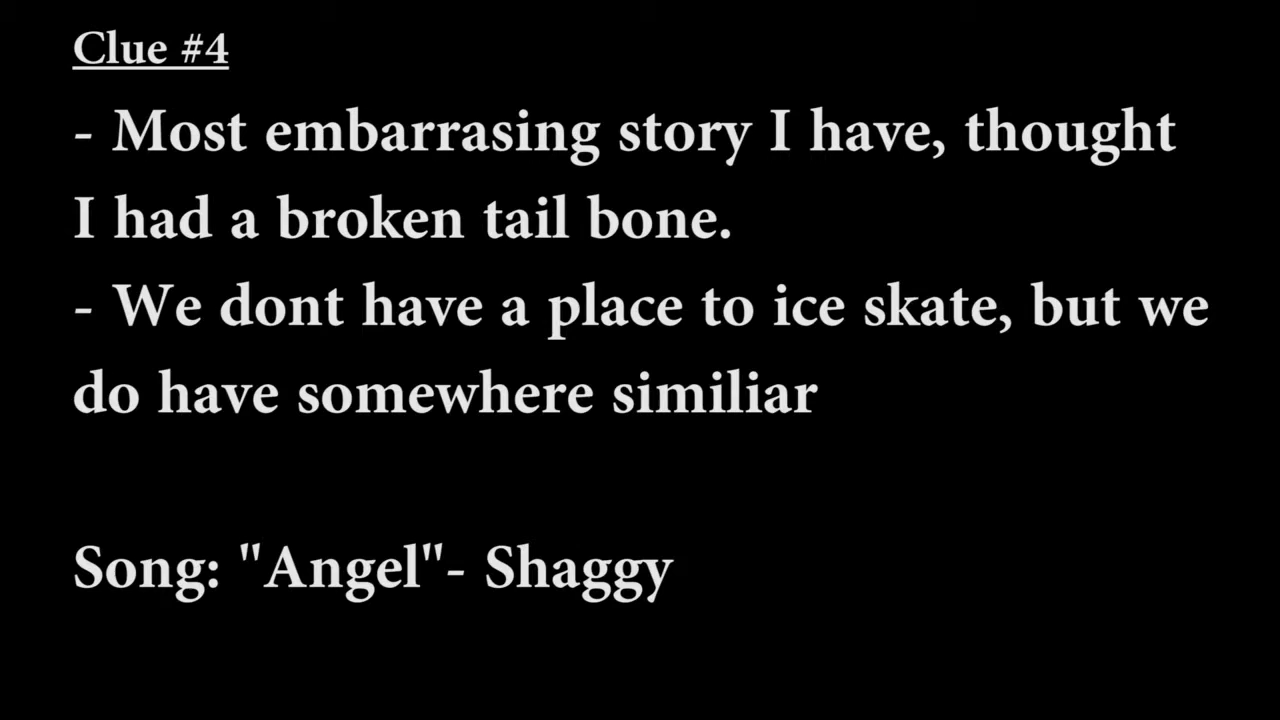 Clue #4
- Most embarrasing story I have, thought
I had a broken tail bone.
- We dont have a place to ice skate, but we
do have somewhere similiar
Song: "Angel"- Shaggy